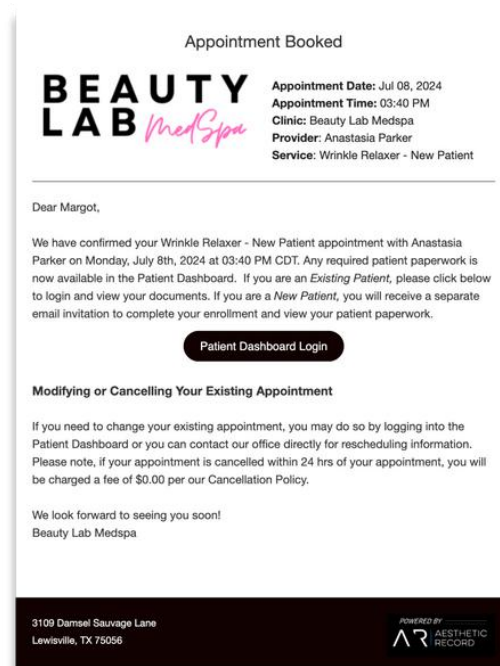 Appointment Booked
BEAUTY
LAB MedSpa
Appointment Date: Jul 08, 2024
Appointment Time: 03:40 PM
Clinic: Beauty Lab Medspa
Provider: Anastasia Parker
Service: Wrinkle Relaxer - New Patient
Dear Margot,
We have confirmed your Wrinkle Relaxer - New Patient appointment with Anastasia
Parker on Monday, July 8th, 2024 at 03:40 PM CDT. Any required patient paperwork is
now available in the Patient Dashboard. If you are an Existing Patient, please click below
to login and view your documents. If you are a New Patient, you will receive a separate
email invitation to complete your enrollment and view your patient paperwork.
Patient Dashboard Login
Modifying or Cancelling Your Existing Appointment
If you need to change your existing appointment, you may do so by logging into the
Patient Dashboard or you can contact our office directly for rescheduling information.
Please note, if your appointment is cancelled within 24 hrs of your appointment, you will
be charged a fee of $0.00 per our Cancellation Policy.
We look forward to seeing you soon!
Beauty Lab Medspa
3109 Damsel Sauvage Lane
Lewisville, TX 75056
POWERED BY
AR AESTHETIC
RECORD